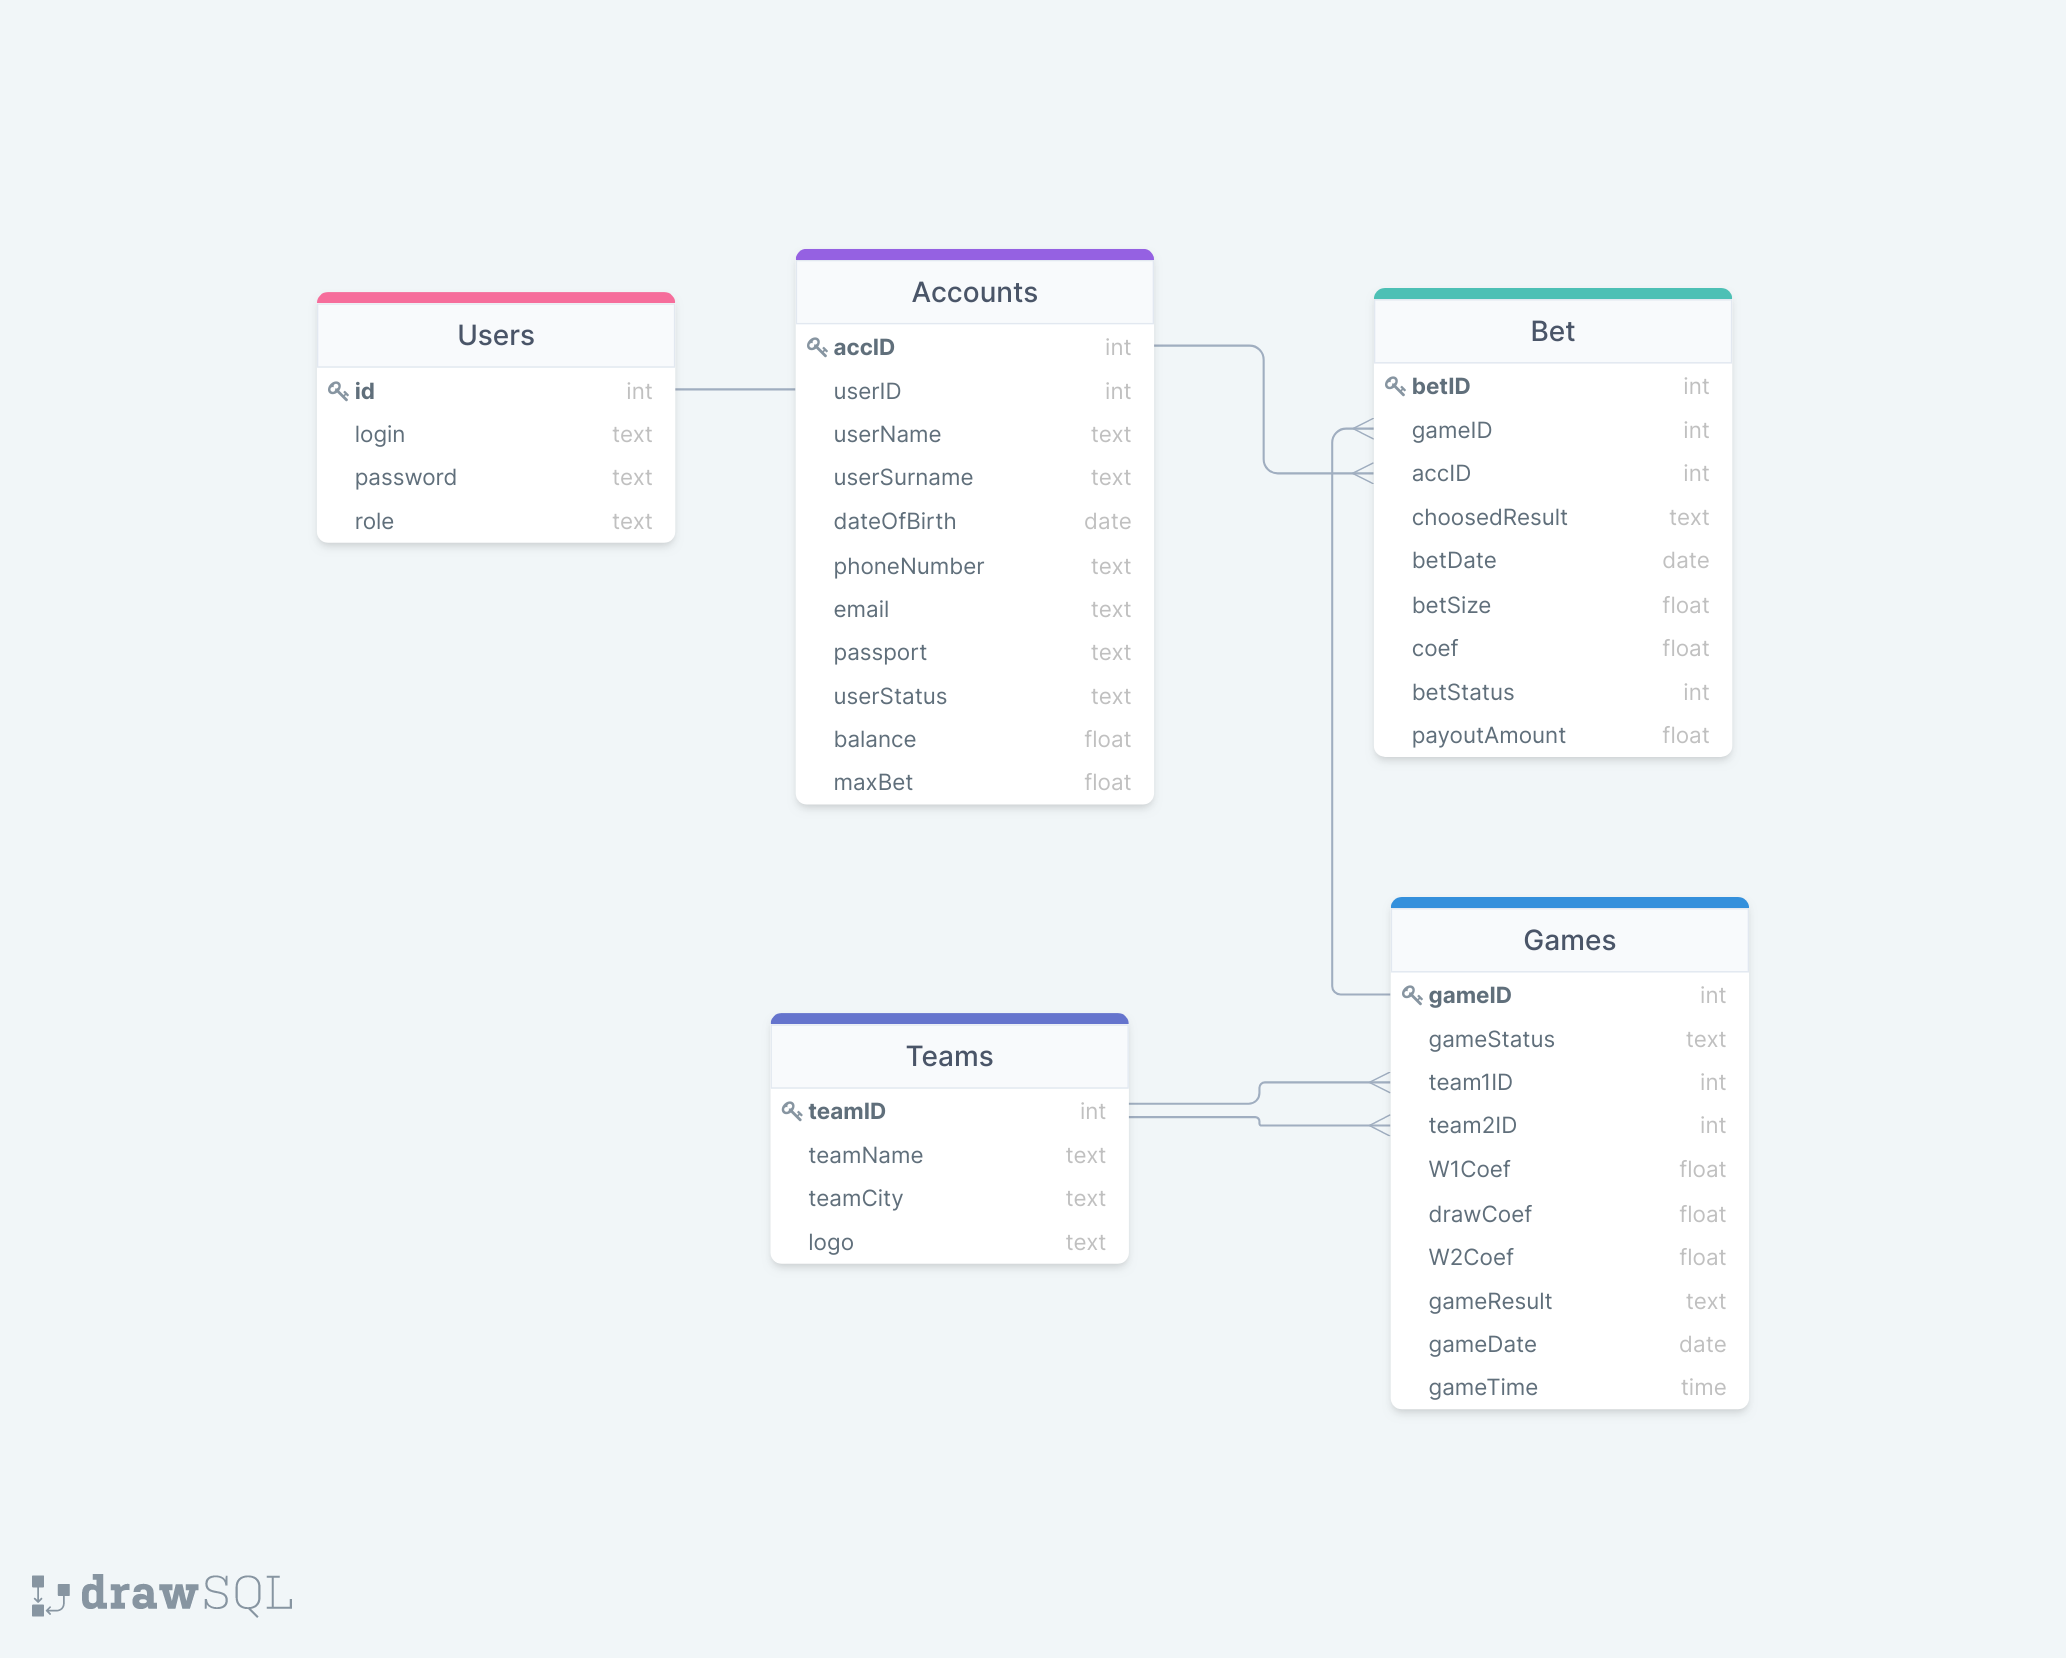 Users
id int
login text
password text
role text
Accounts
accID int
userID int
userName text
userSurname text
dateOfBirth date
phoneNumber text
email text
passport text
userStatus text
balance float
maxBet float
Bet
betID int
gameID int
accID int
choosedResult text
betDate date
betSize float
coef float
betStatus int
payoutAmount float
Teams
teamID int
teamName text
teamCity text
logo text
Games
gameID int
gameStatus text
team1ID int
team2ID int
W1Coef float
drawCoef float
W2Coef float
gameResult text
gameDate date
gameTime time
drawSQL